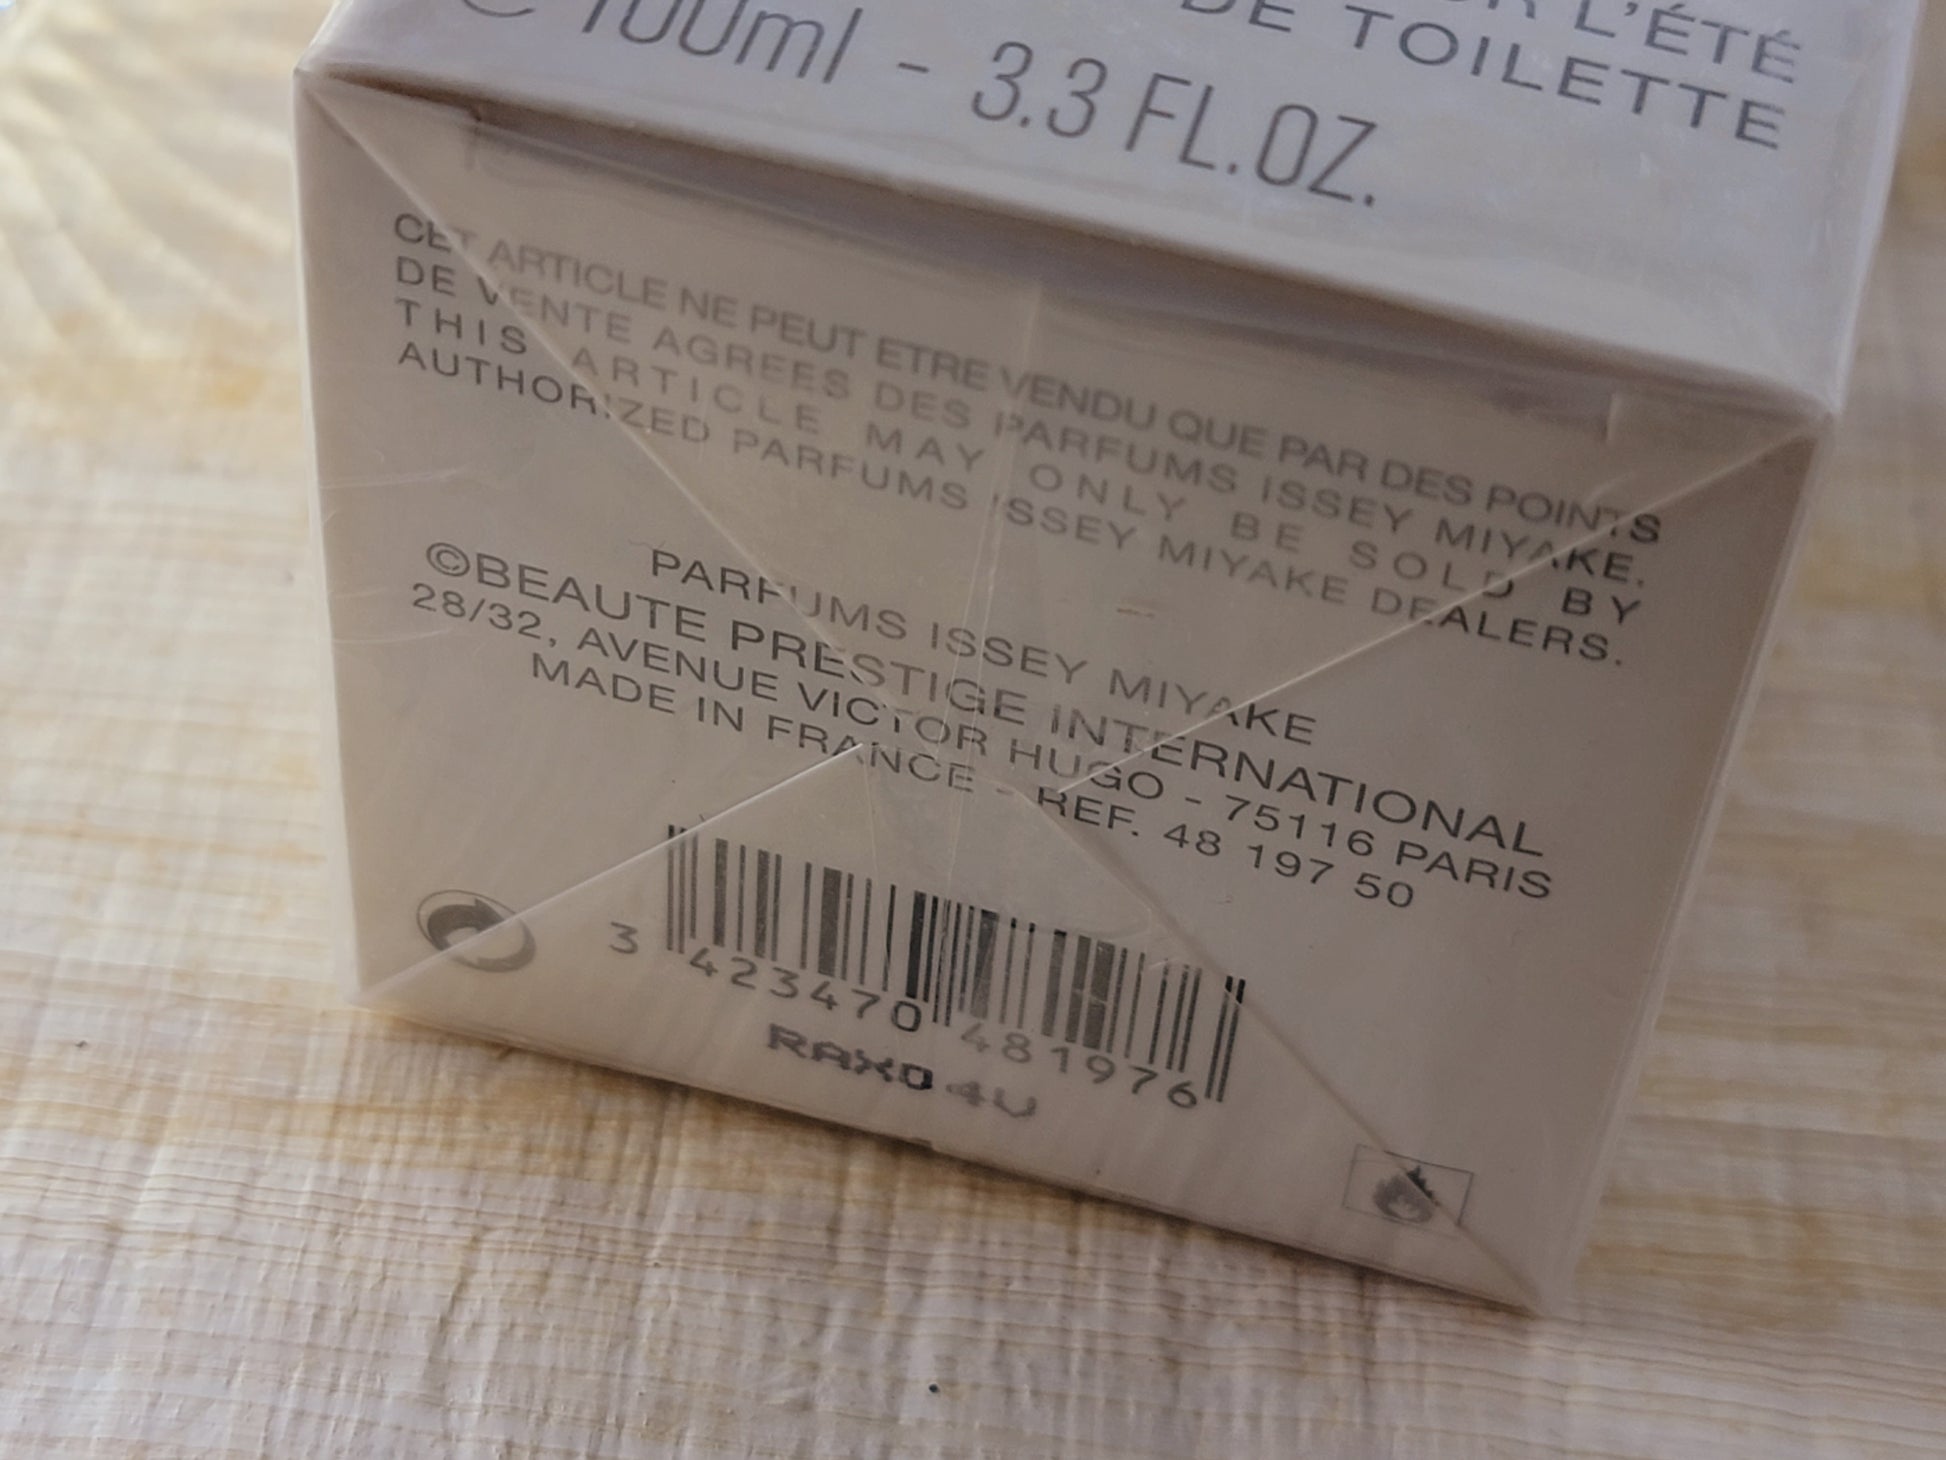 L'ÉTÉ
DE TOILETTE
100ml - 3.3 FL.OZ.
CET ARTICLE NE PEUT ETRE VENDU QUE PAR DES POINTS
DE VENTE AGREES DES PARFUMS ISSEY MIYAKE.
THIS ARTICLE MAY ONLY BE SOLD BY
AUTHORIZED PARFUMS ISSEY MIYAKE DEALERS.
PARFUMS ISSEY MIYAKE
©BEAUTE PRESTIGE INTERNATIONAL
28/32, AVENUE VICTOR HUGO - 75116 PARIS
MADE IN FRANCE - REF. 48 197 50
3 423470 481976